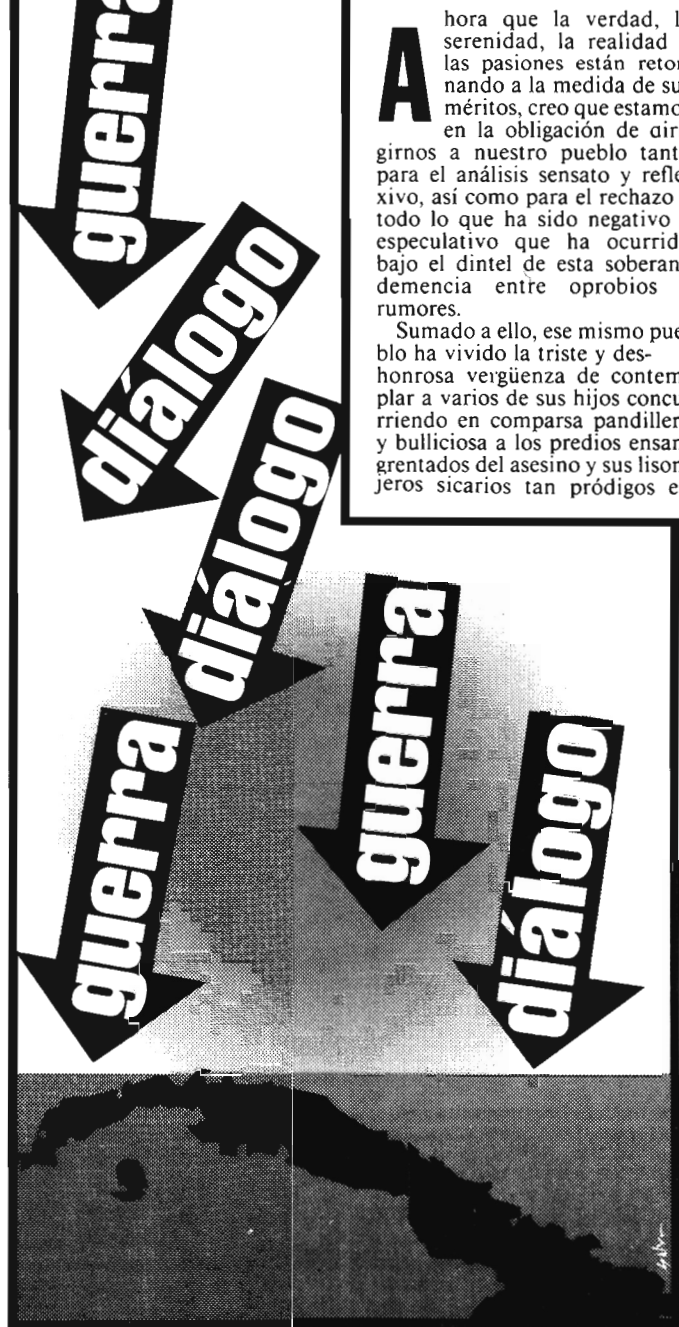 guerra
diálogo
diálogo
guerra
guerra
diálogo
Ahora que la verdad, l
serenidad, la realidad
las pasiones están retor
nando a la medida de su
méritos, creo que estamo
en la obligación de dir
girnos a nuestro pueblo tant
para el análisis sensato y refle
xivo, así como para el rechazo
todo lo que ha sido negativo
especulativo que ha ocurrid
bajo el dintel de esta soberan
demencia entre oprobios
rumores.
Sumado a ello, ese mismo pue
blo ha vivido la triste y des-
honrosa vergüenza de contem
plar a varios de sus hijos concu
rriendo en comparsa pandiller
y bulliciosa a los predios ensan
grentados del asesino y sus lison
jeros sicarios tan pródigos e